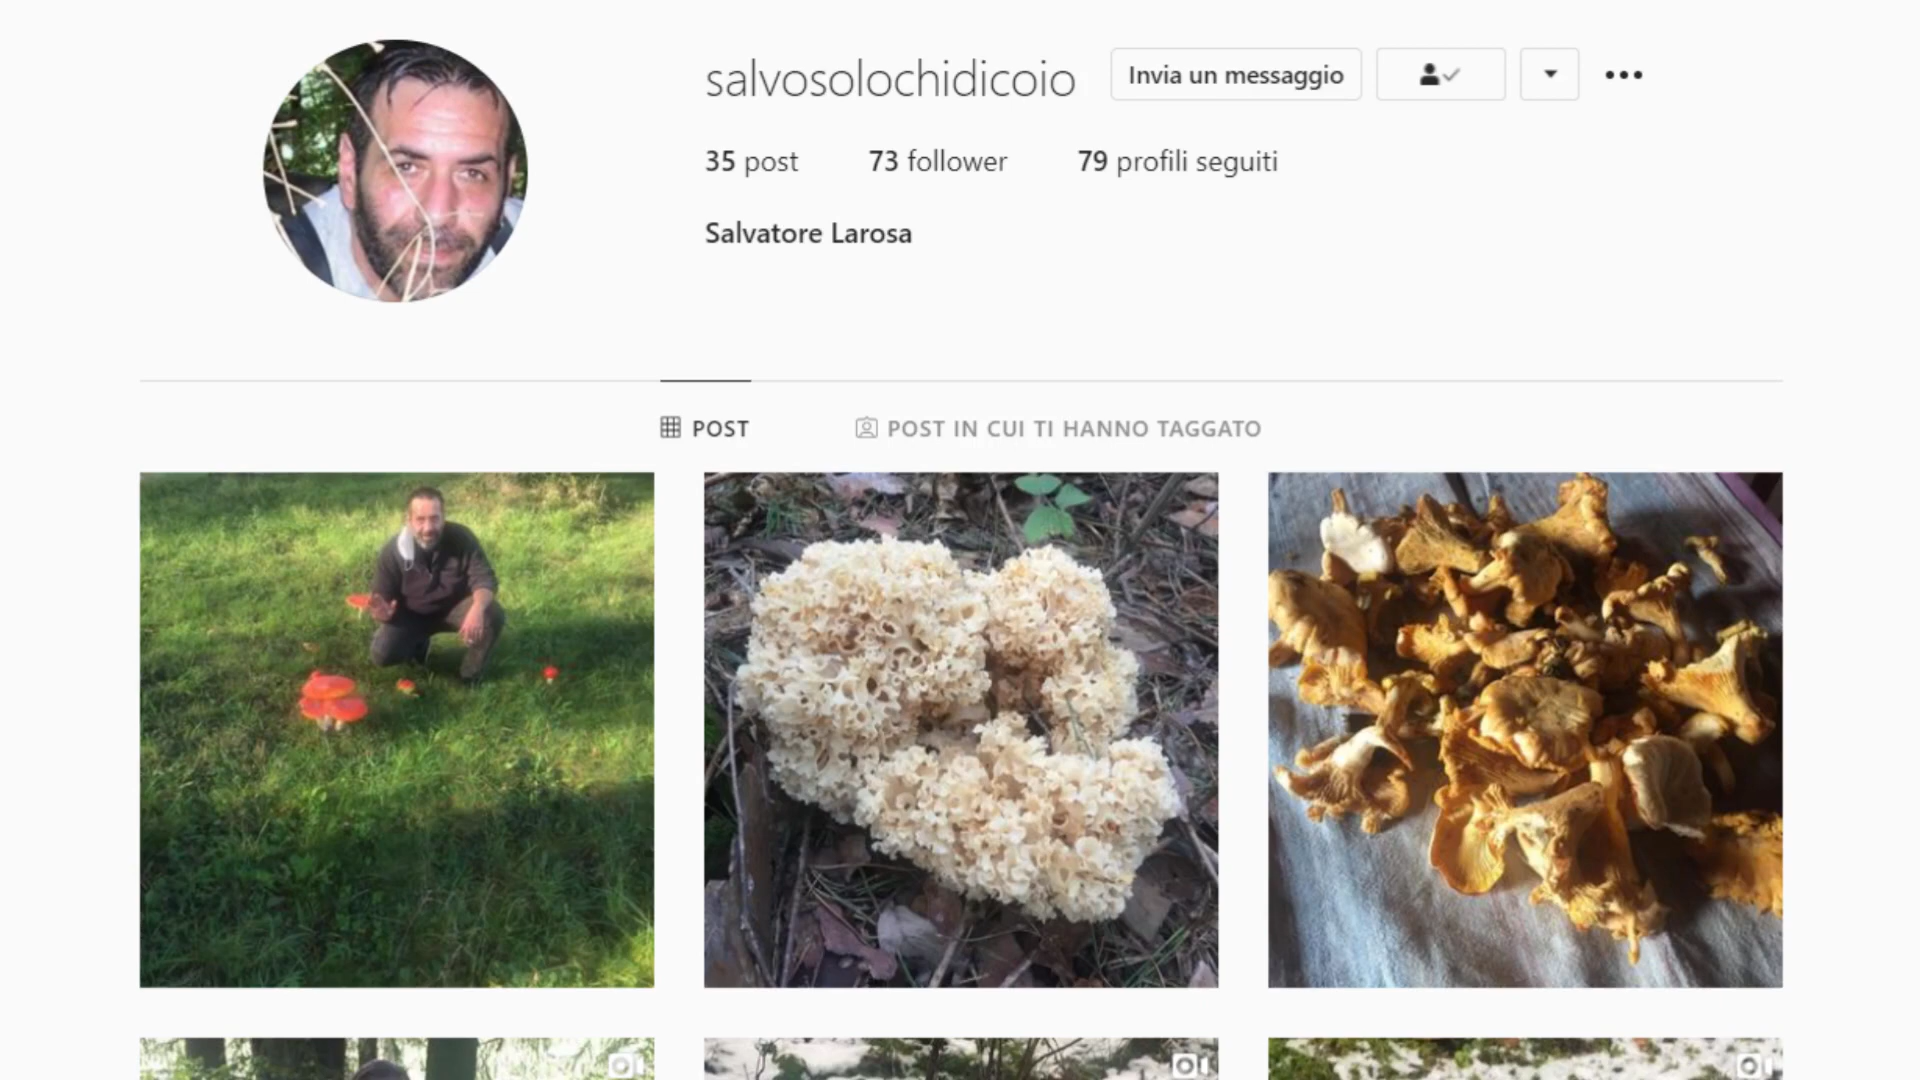 salvosolochidicoio
Invia un messaggio
35 post
73 follower
79 profili seguiti
Salvatore Larosa
POST
POST IN CUI TI HANNO TAGGATO